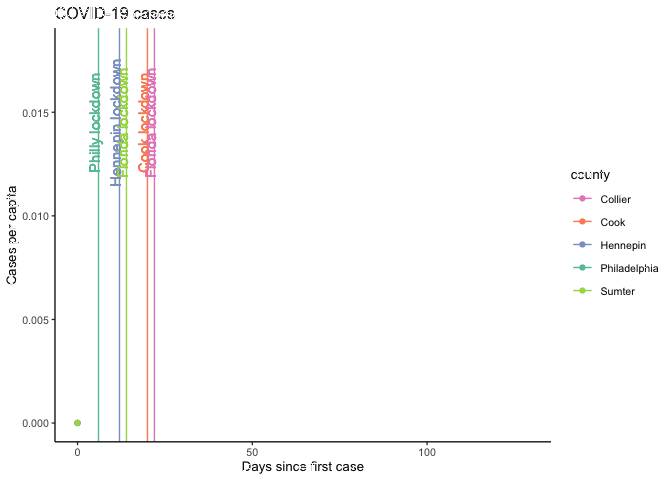 COVID-19 cases
Cases per capita
0.015
0.010
0.005
0.000
Philly lockdown
Hennepin lockdown
Florida lockdown
Cook lockdown
Florida lockdown
0
50
100
Days since first case
county
Collier
Cook
Hennepin
Philadelphia
Sumter